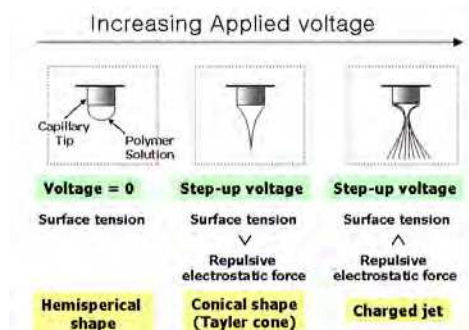 Increasing Applied voltage
Capillary
Tip
Polymer
Solution
Voltage = 0
Step-up voltage
Step-up voltage
Surface tension
Surface tension
Surface tension
∨
∧
Repulsive
electrostatic force
Repulsive
electrostatic force
Hemisperical
shape
Conical shape
(Tayler cone)
Charged jet